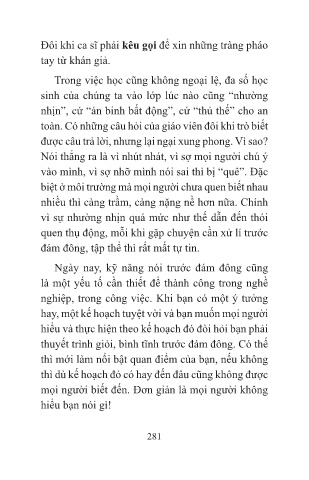 Đôi khi ca sĩ phải kêu gọi để xin những tràng pháo
tay từ khán giả.
Trong việc học cũng không ngoại lệ, đa số học
sinh của chúng ta vào lớp lúc nào cũng “nhường
nhịn”, cứ “án binh bất động”, cứ “thủ thế” cho an
toàn. Có những câu hỏi của giáo viên đôi khi trò biết
được câu trả lời, nhưng lại ngại xung phong. Vì sao?
Nói thẳng ra là vì nhút nhát, vì sợ mọi người chú ý
vào mình, vì sợ nhỡ mình nói sai thì bị “quê”. Đặc
biệt ở môi trường mà mọi người chưa quen biết nhau
nhiều thì càng trầm, càng nặng nề hơn nữa. Chính
vì sự nhường nhịn quá mức như thế dẫn đến thói
quen thụ động, mỗi khi gặp chuyện cần xử lí trước
đám đông, tập thể thì rất mất tự tin.
Ngày nay, kỹ năng nói trước đám đông cũng
là một yếu tố cần thiết để thành công trong nghề
nghiệp, trong công việc. Khi bạn có một ý tưởng
hay, một kế hoạch tuyệt vời và bạn muốn mọi người
hiểu và thực hiện theo kế hoạch đó đòi hỏi bạn phải
thuyết trình giỏi, bình tĩnh trước đám đông. Có thế
thì mới làm nổi bật quan điểm của bạn, nếu không
thì dù kế hoạch đó có hay đến đâu cũng không được
mọi người biết đến. Đơn giản là mọi người không
hiểu bạn nói gì!
281